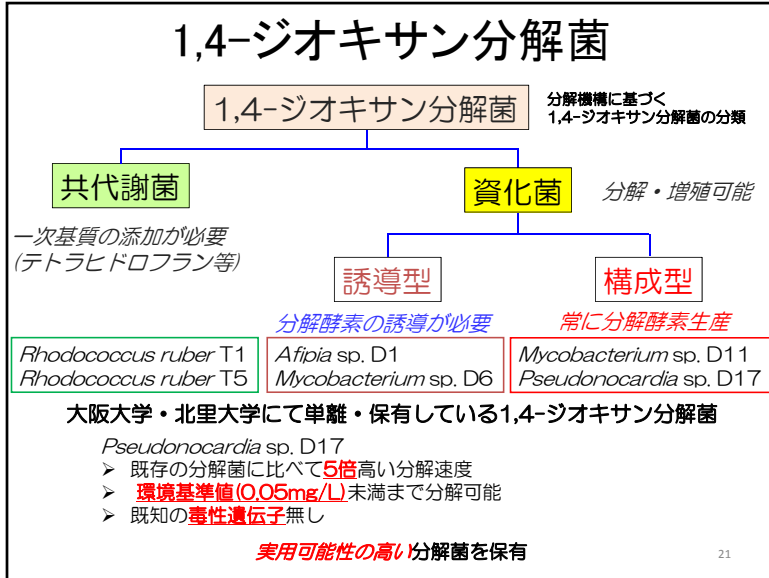 1,4-ジオキサン分解菌
1,4-ジオキサン分解菌
分解機構に基づく
1,4-ジオキサン分解菌の分類
共代謝菌
資化菌
分解・増殖可能
一次基質の添加が必要
(テトラヒドロフラン等)
誘導型
構成型
分解酵素の誘導が必要
常に分解酵素生産
Rhodococcus ruber T1
Rhodococcus ruber T5
Afipia sp. D1
Mycobacterium sp. D6
Mycobacterium sp. D11
Pseudonocardia sp. D17
大阪大学・北里大学にて単離・保有している1,4-ジオキサン分解菌
Pseudonocardia sp. D17
➢ 既存の分解菌に比べて5倍高い分解速度
➢ 環境基準値(0.05mg/L)未満まで分解可能
➢ 既知の毒性遺伝子無し
実用可能性の高い分解菌を保有
21